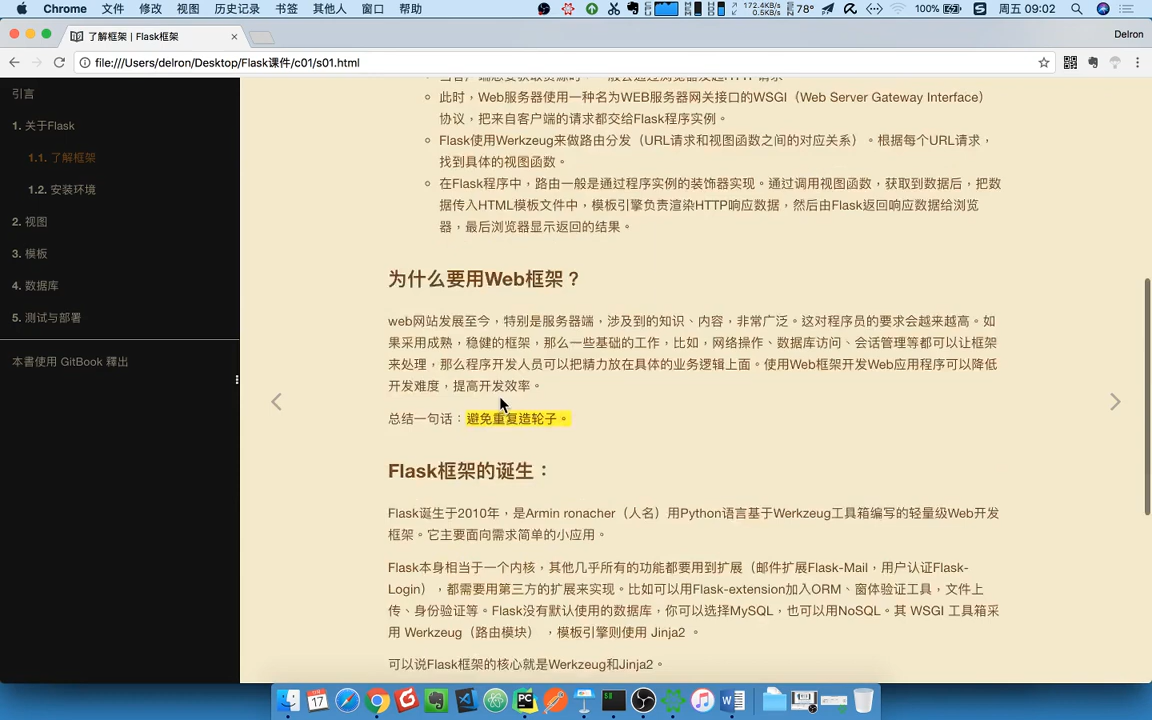 Chrome 文件 修改 视图 历史记录 书签 其他人 窗口 帮助
172.4KB/s
0.5KB/s
78°
100%
周五 09:02
了解框架 | Flask框架
Delron
file:///Users/delron/Desktop/Flask课件/c01/s01.html
引言
1. 关于Flask
1.1. 了解框架
1.2. 安装环境
2. 视图
3. 模板
4. 数据库
5. 测试与部署
本書使用 GitBook 釋出
当客户端想要获取资源时，一般会通过浏览器发起HTTP请求
此时，Web服务器使用一种名为WEB服务器网关接口的WSGI（Web Server Gateway Interface）
协议，把来自客户端的请求都交给Flask程序实例。
Flask使用Werkzeug来做路由分发（URL请求和视图函数之间的对应关系）。根据每个URL请求，
找到具体的视图函数。
在Flask程序中，路由一般是通过程序实例的装饰器实现。通过调用视图函数，获取到数据后，把数
据传入HTML模板文件中，模板引擎负责渲染HTTP响应数据，然后由Flask返回响应数据给浏览
器，最后浏览器显示返回的结果。
为什么要用Web框架？
web网站发展至今，特别是服务器端，涉及到的知识、内容，非常广泛。这对程序员的要求会越来越高。如
果采用成熟，稳健的框架，那么一些基础的工作，比如，网络操作、数据库访问、会话管理等都可以让框架
来处理，那么程序开发人员可以把精力放在具体的业务逻辑上面。使用Web框架开发Web应用程序可以降低
开发难度，提高开发效率。
总结一句话：避免重复造轮子。
Flask框架的诞生：
Flask诞生于2010年，是Armin ronacher（人名）用Python语言基于Werkzeug工具箱编写的轻量级Web开发
框架。它主要面向需求简单的小应用。
Flask本身相当于一个内核，其他几乎所有的功能都要用到扩展（邮件扩展Flask-Mail，用户认证Flask-
Login），都需要用第三方的扩展来实现。比如可以用Flask-extension加入ORM、窗体验证工具，文件上
传、身份验证等。Flask没有默认使用的数据库，你可以选择MySQL，也可以用NoSQL。其 WSGI 工具箱采
用 Werkzeug（路由模块） ，模板引擎则使用 Jinja2 。
可以说Flask框架的核心就是Werkzeug和Jinja2。
17
PC